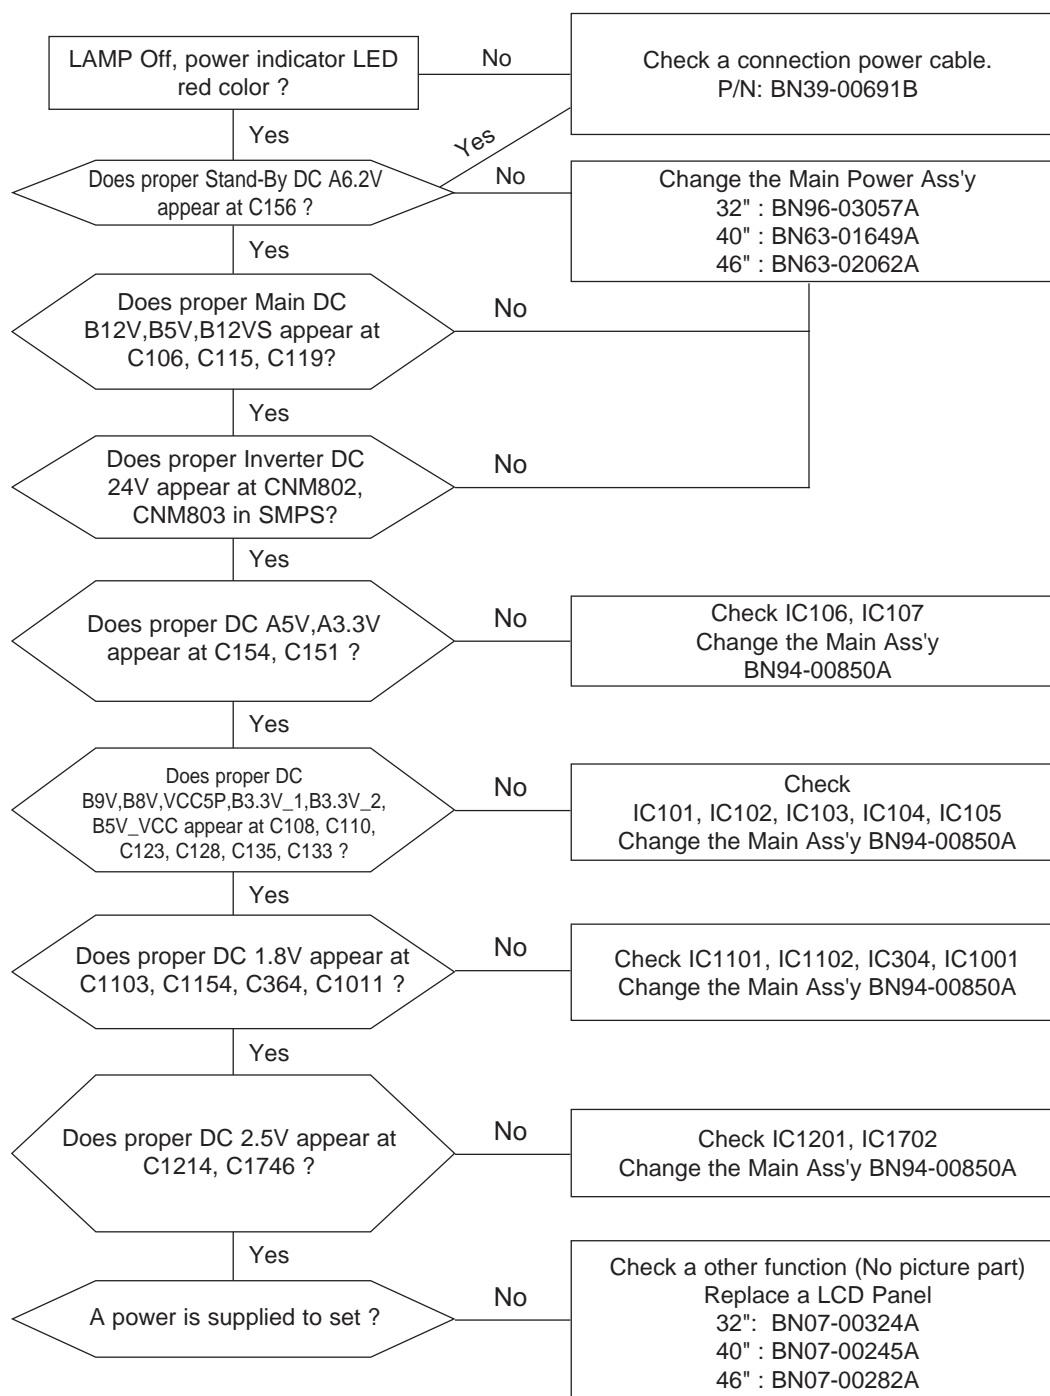 LAMP Off, power indicator LED
red color ?
No
Check a connection power cable.
P/N: BN39-00691B
Yes
Yes
Does proper Stand-By DC A6.2V
appear at C156 ?
No
Change the Main Power Ass'y
32" : BN96-03057A
40" : BN63-01649A
46" : BN63-02062A
Yes
Does proper Main DC
B12V,B5V,B12VS appear at
C106, C115, C119?
No
Yes
Does proper Inverter DC
24V appear at CNM802,
CNM803 in SMPS?
No
Yes
Does proper DC A5V,A3.3V
appear at C154, C151 ?
No
Check IC106, IC107
Change the Main Ass'y
BN94-00850A
Yes
Does proper DC
B9V,B8V,VCC5P,B3.3V_1,B3.3V_2,
B5V_VCC appear at C108, C110,
C123, C128, C135, C133 ?
No
Check
IC101, IC102, IC103, IC104, IC105
Change the Main Ass'y BN94-00850A
Yes
Does proper DC 1.8V appear at
C1103, C1154, C364, C1011 ?
No
Check IC1101, IC1102, IC304, IC1001
Change the Main Ass'y BN94-00850A
Yes
Does proper DC 2.5V appear at
C1214, C1746 ?
No
Check IC1201, IC1702
Change the Main Ass'y BN94-00850A
Yes
A power is supplied to set ?
No
Check a other function (No picture part)
Replace a LCD Panel
32":  BN07-00324A
40" : BN07-00245A
46" : BN07-00282A